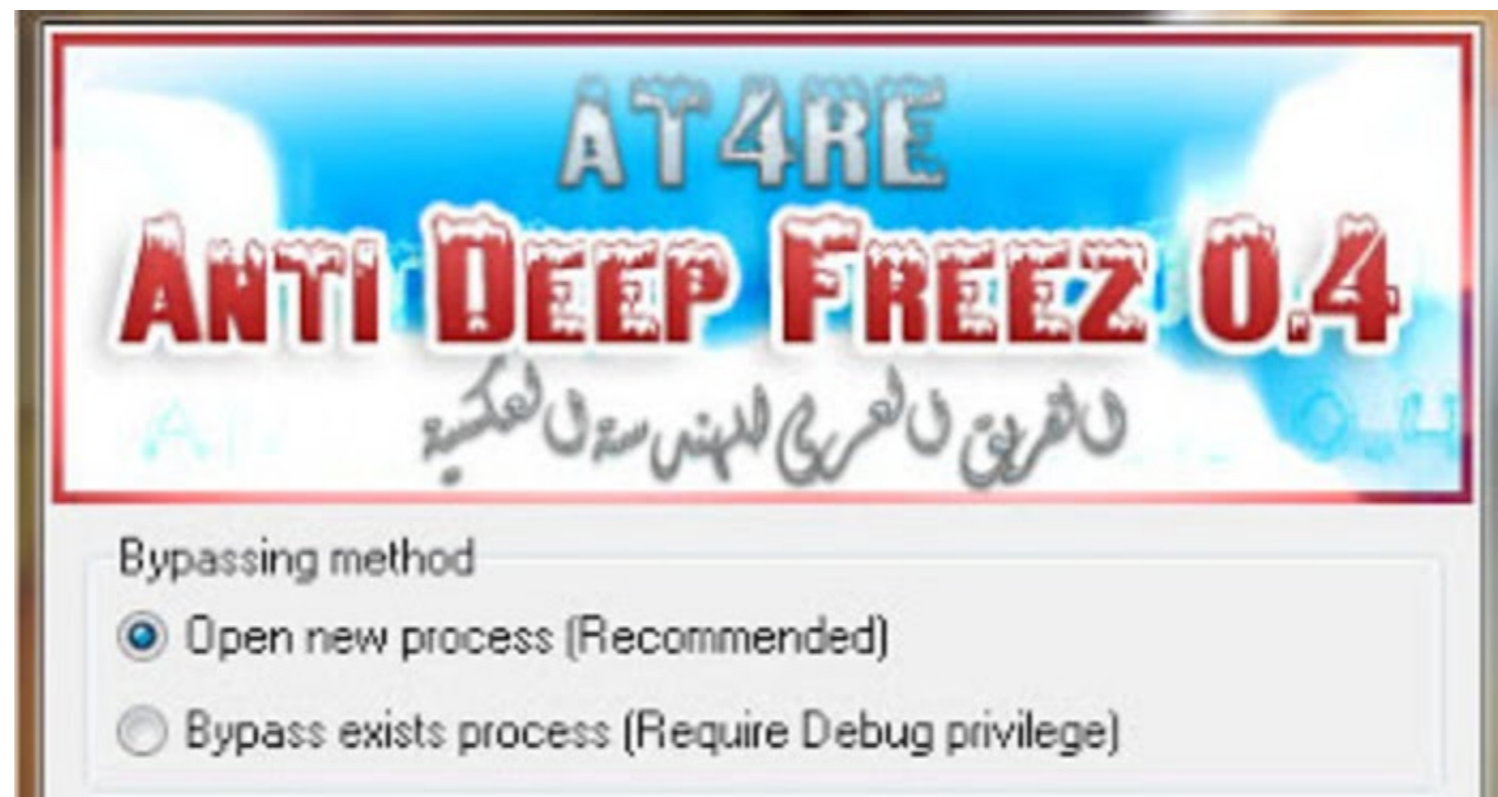 AT4RE
ANTI DEEP FREEZ 0.4
الفريق العربي للهندسة العكسية
Bypassing method
Open new process (Recommended)
Bypass exists process (Require Debug privilege)